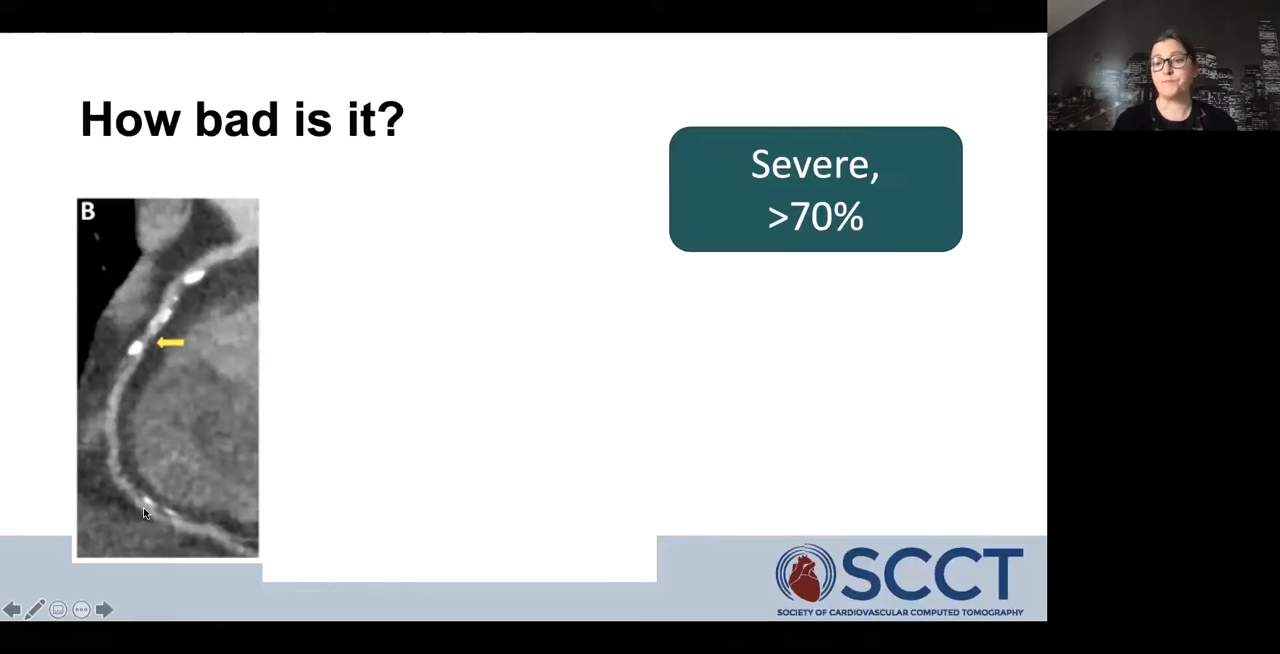 How bad is it?
Severe,
>70%
B
SCCT
SOCIETY OF CARDIOVASCULAR COMPUTED TOMOGRAPHY